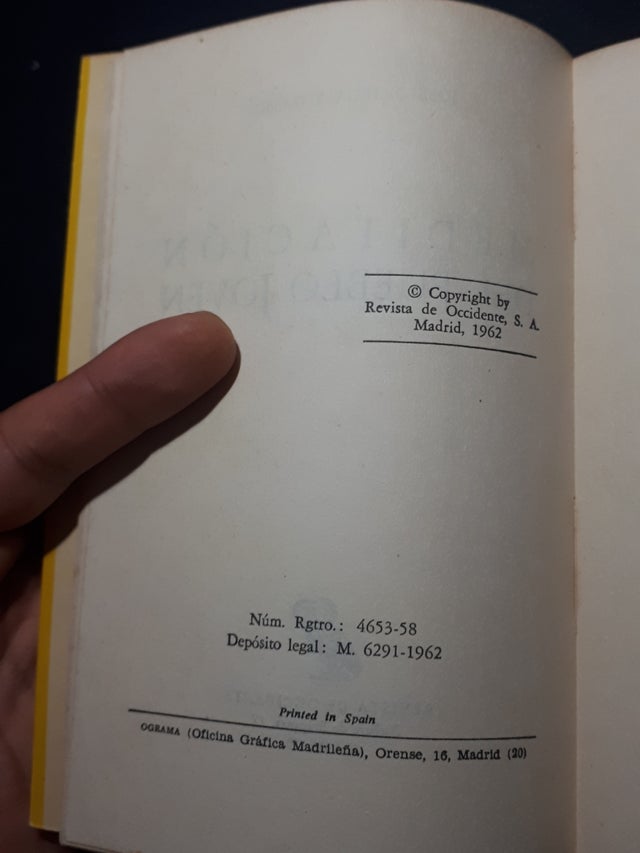 © Copyright by
Revista de Occidente, S. A.
Madrid, 1962
Núm. Rgtro.: 4653-58
Depósito legal: M. 6291-1962
Printed in Spain
OGRAMA (Oficina Gráfica Madrileña), Orense, 16, Madrid (20)